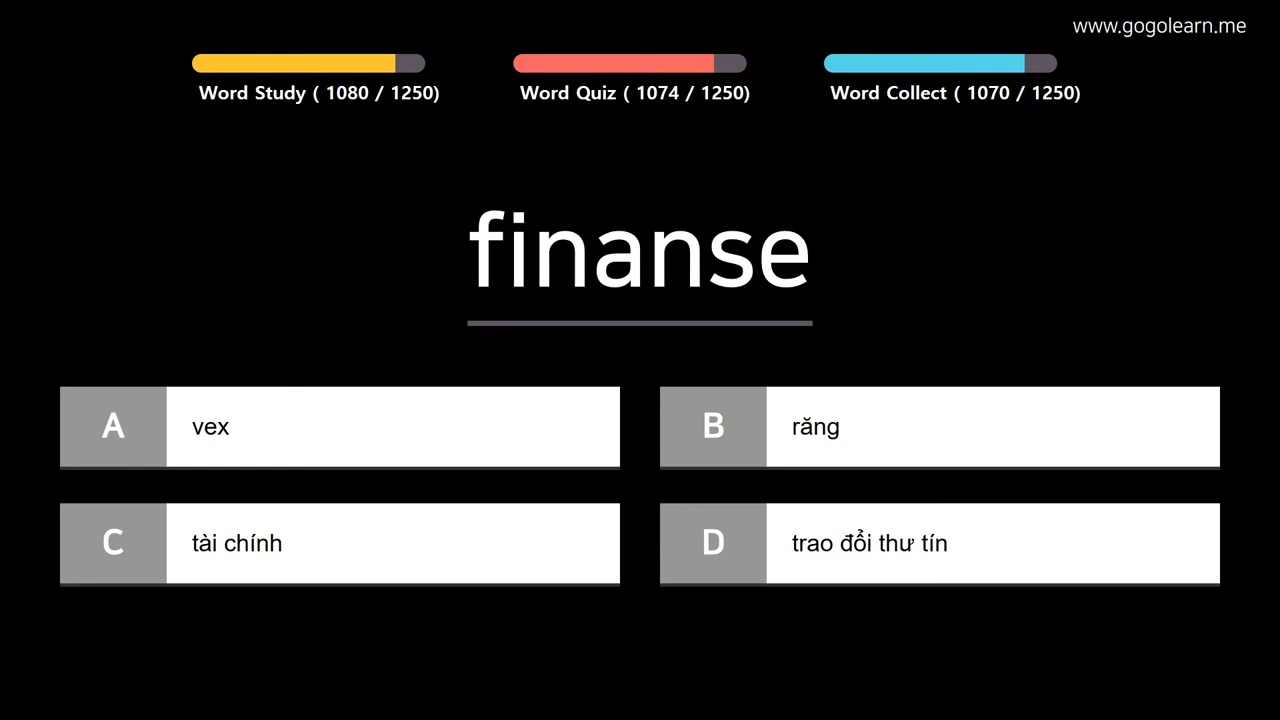 www.gogolearn.me
Word Study ( 1080 / 1250)
Word Quiz ( 1074 / 1250)
Word Collect ( 1070 / 1250)
finanse
A
vex
B
răng
C
tài chính
D
trao đổi thư tín